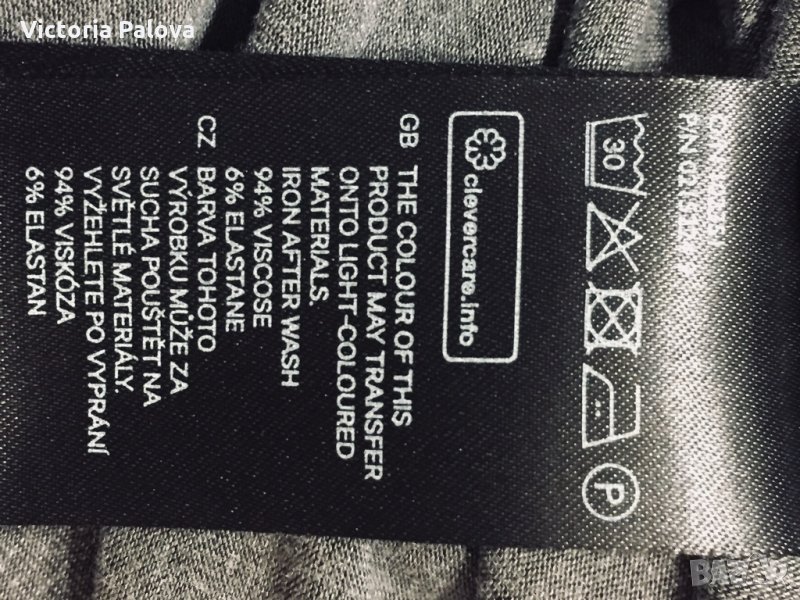 Victoria Palova
30
P
clevercare.info
GB THE COLOUR OF THIS
PRODUCT MAY TRANSFER
ONTO LIGHT-COLOURED
MATERIALS.
IRON AFTER WASH
94% VISCOSE
6% ELASTANE
CZ BARVA TOHOTO
VÝROBKU MŮŽE ZA
SUCHA POUŠTĚT NA
SVĚTLÉ MATERIÁLY.
VYŽEHLETE PO VYPRÁNÍ
94% VISKÓZA
6% ELASTAN